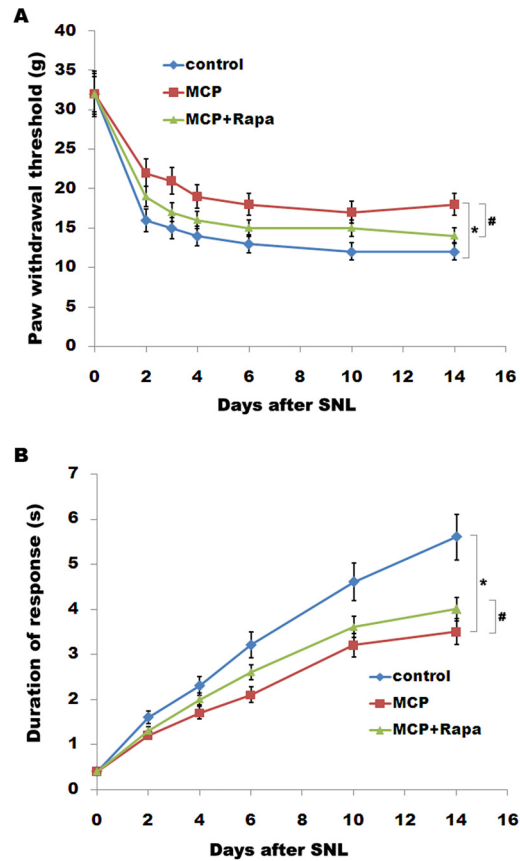 A
Paw withdrawal threshold (g)
40
35
30
25
20
15
10
5
0
control
MCP
MCP+Rapa
*
#
0 2 4 6 8 10 12 14 16
Days after SNL
B
Duration of response (s)
7
6
5
4
3
2
1
0
*
#
control
MCP
MCP+Rapa
0 2 4 6 8 10 12 14 16
Days after SNL